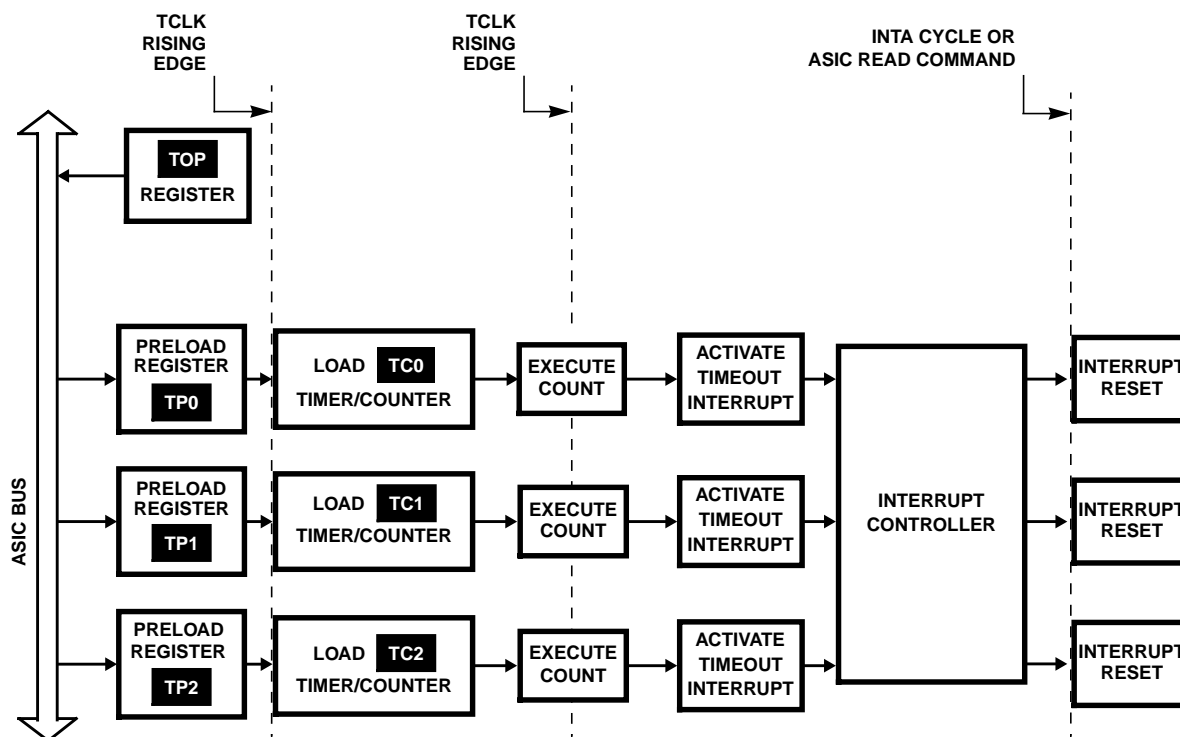 TCLK
RISING
EDGE
TCLK
RISING
EDGE
INTA CYCLE OR
ASIC READ COMMAND
TOP
REGISTER
PRELOAD
REGISTER
TP0
LOAD TC0
TIMER/COUNTER
EXECUTE
COUNT
ACTIVATE
TIMEOUT
INTERRUPT
INTERRUPT
RESET
PRELOAD
REGISTER
TP1
LOAD TC1
TIMER/COUNTER
EXECUTE
COUNT
ACTIVATE
TIMEOUT
INTERRUPT
INTERRUPT
CONTROLLER
INTERRUPT
RESET
PRELOAD
REGISTER
TP2
LOAD TC2
TIMER/COUNTER
EXECUTE
COUNT
ACTIVATE
TIMEOUT
INTERRUPT
INTERRUPT
RESET
ASIC BUS